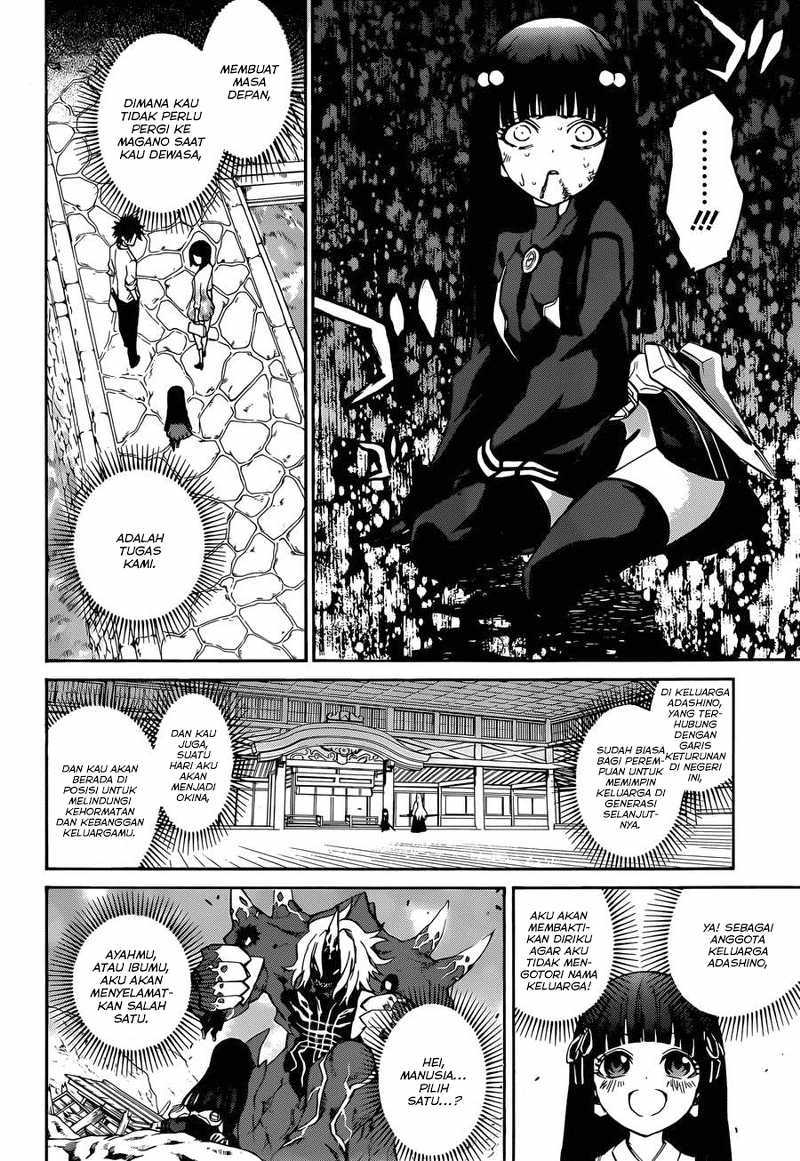 .......
!!!
MEMBUAT
MASA
DEPAN,
DIMANA KAU
TIDAK PERLU
PERGI KE
MAGANO SAAT
KAU DEWASA,
ADALAH
TUGAS
KAMI.
DI KELUARGA
ADASHINO,
YANG TER-
HUBUNG
DENGAN
GARIS
KETURUNAN
DI NEGERI
INI,
SUDAH BIASA
BAGI PEREM-
PUAN UNTUK
MEMIMPIN
KELUARGA DI
GENERASI
SELANJUT-
NYA.
DAN KAU
JUGA,
SUATU
HARI AKU
AKAN
MENJADI
OKINA,
DAN KAU AKAN
BERADA DI
POSISI UNTUK
MELINDUNGI
KEHORMATAN
DAN KEBANGGAN
KELUARGAMU.
YA! SEBAGAI
ANGGOTA
KELUARGA
ADASHINO,
AKU AKAN
MEMBAKTI-
KAN DIRIKU
AGAR AKU
TIDAK MEN-
GOTORI NAMA
KELUARGA!
HEI,
MANUSIA...
PILIH
SATU...?
AYAHMU,
ATAU IBUMU,
AKU AKAN
MENYELAMAT-
KAN SALAH
SATU.